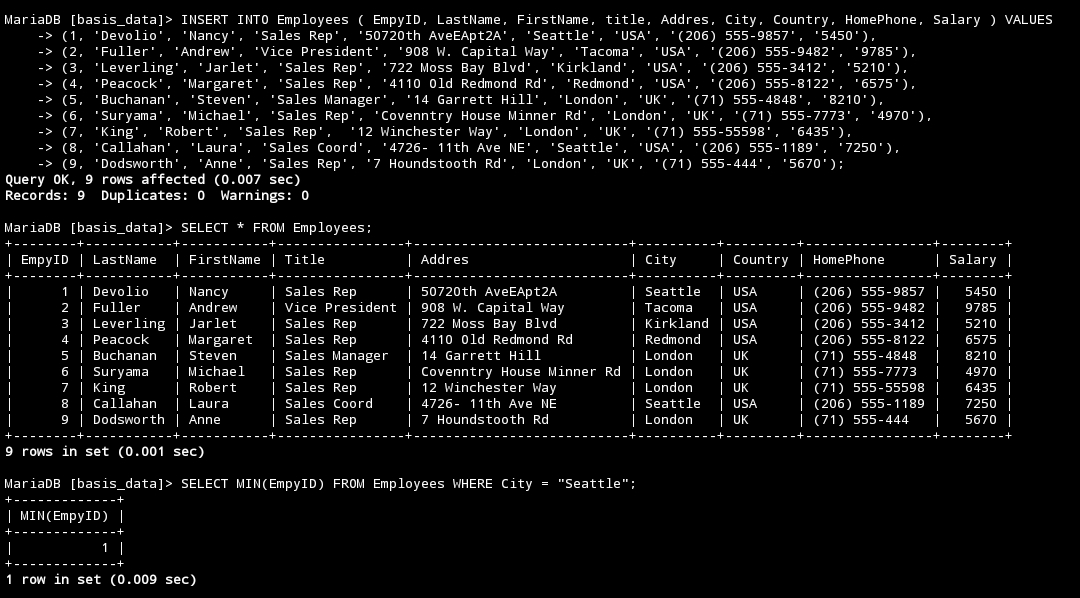 MariaDB [basis_data]> INSERT INTO Employees ( EmpyID, LastName, FirstName, title, Addres, City, Country, HomePhone, Salary ) VALUES
    -> (1, 'Devolio', 'Nancy', 'Sales Rep', '50720th AveEApt2A', 'Seattle', 'USA', '(206) 555-9857', '5450'),
    -> (2, 'Fuller', 'Andrew', 'Vice President', '908 W. Capital Way', 'Tacoma', 'USA', '(206) 555-9482', '9785'),
    -> (3, 'Leverling', 'Jarlet', 'Sales Rep', '722 Moss Bay Blvd', 'Kirkland', 'USA', '(206) 555-3412', '5210'),
    -> (4, 'Peacock', 'Margaret', 'Sales Rep', '4110 Old Redmond Rd', 'Redmond', 'USA', '(206) 555-8122', '6575'),
    -> (5, 'Buchanan', 'Steven', 'Sales Manager', '14 Garrett Hill', 'London', 'UK', '(71) 555-4848', '8210'),
    -> (6, 'Suryama', 'Michael', 'Sales Rep', 'Covenntry House Minner Rd', 'London', 'UK', '(71) 555-7773', '4970'),
    -> (7, 'King', 'Robert', 'Sales Rep',  '12 Winchester Way', 'London', 'UK', '(71) 555-55598', '6435'),
    -> (8, 'Callahan', 'Laura', 'Sales Coord', '4726- 11th Ave NE', 'Seattle', 'USA', '(206) 555-1189', '7250'),
    -> (9, 'Dodsworth', 'Anne', 'Sales Rep', '7 Houndstooth Rd', 'London', 'UK', '(71) 555-444', '5670');
Query OK, 9 rows affected (0.007 sec)
Records: 9  Duplicates: 0  Warnings: 0
MariaDB [basis_data]> SELECT * FROM Employees;
+--------+-----------+-----------+----------------+---------------------------+----------+---------+----------------+--------+
| EmpyID | LastName  | FirstName | Title          | Addres                    | City     | Country | HomePhone      | Salary |
+--------+-----------+-----------+----------------+---------------------------+----------+---------+----------------+--------+
|      1 | Devolio   | Nancy     | Sales Rep      | 50720th AveEApt2A         | Seattle  | USA     | (206) 555-9857 |   5450 |
|      2 | Fuller    | Andrew    | Vice President | 908 W. Capital Way        | Tacoma   | USA     | (206) 555-9482 |   9785 |
|      3 | Leverling | Jarlet    | Sales Rep      | 722 Moss Bay Blvd         | Kirkland | USA     | (206) 555-3412 |   5210 |
|      4 | Peacock   | Margaret  | Sales Rep      | 4110 Old Redmond Rd       | Redmond  | USA     | (206) 555-8122 |   6575 |
|      5 | Buchanan  | Steven    | Sales Manager  | 14 Garrett Hill           | London   | UK      | (71) 555-4848  |   8210 |
|      6 | Suryama   | Michael   | Sales Rep      | Covenntry House Minner Rd | London   | UK      | (71) 555-7773  |   4970 |
|      7 | King      | Robert    | Sales Rep      | 12 Winchester Way         | London   | UK      | (71) 555-55598 |   6435 |
|      8 | Callahan  | Laura     | Sales Coord    | 4726- 11th Ave NE         | Seattle  | USA     | (206) 555-1189 |   7250 |
|      9 | Dodsworth | Anne      | Sales Rep      | 7 Houndstooth Rd          | London   | UK      | (71) 555-444   |   5670 |
+--------+-----------+-----------+----------------+---------------------------+----------+---------+----------------+--------+
9 rows in set (0.001 sec)
MariaDB [basis_data]> SELECT MIN(EmpyID) FROM Employees WHERE City = "Seattle";
+-------------+
| MIN(EmpyID) |
+-------------+
|           1 |
+-------------+
1 row in set (0.009 sec)